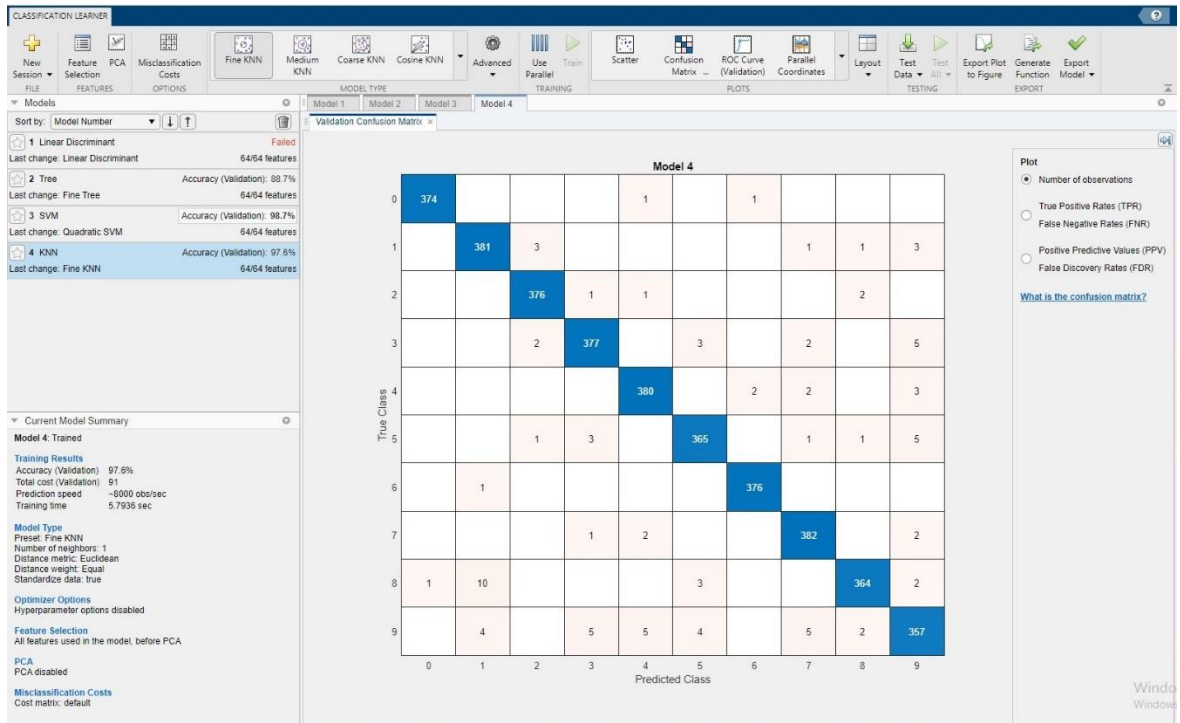 CLASSIFICATION LEARNER
?
New Session
Feature Selection
PCA
Misclassification Costs
Fine KNN
Medium KNN
Coarse KNN
Cosine KNN
Advanced
Use Parallel
Train
Scatter
Confusion Matrix ...
ROC Curve (Validation)
Parallel Coordinates
Layout
Test Data
Test All
Export Plot to Figure
Generate Function
Export Model
FILE
FEATURES
OPTIONS
MODEL TYPE
TRAINING
PLOTS
TESTING
EXPORT
Models
Sort by: Model Number
1 Linear Discriminant Failed
Last change: Linear Discriminant 64/64 features
2 Tree Accuracy (Validation): 88.7%
Last change: Fine Tree 64/64 features
3 SVM Accuracy (Validation): 98.7%
Last change: Quadratic SVM 64/64 features
4 KNN Accuracy (Validation): 97.6%
Last change: Fine KNN 64/64 features
Current Model Summary
Model 4: Trained
Training Results
Accuracy (Validation) 97.6%
Total cost (Validation) 91
Prediction speed ~8000 obs/sec
Training time 5.7936 sec
Model Type
Preset: Fine KNN
Number of neighbors: 1
Distance metric: Euclidean
Distance weight: Equal
Standardize data: true
Optimizer Options
Hyperparameter options disabled
Feature Selection
All features used in the model, before PCA
PCA
PCA disabled
Misclassification Costs
Cost matrix: default
Model 1 Model 2 Model 3 Model 4
Validation Confusion Matrix ×
Model 4
True Class
0 374 1 1
1 381 3 1 1 3
2 376 1 1 2
3 2 377 3 2 5
4 380 2 2 3
5 1 3 365 1 1 5
6 1 376
7 1 2 382 2
8 1 10 3 364 2
9 4 5 5 4 5 2 357
0 1 2 3 4 5 6 7 8 9
Predicted Class
Plot
Number of observations
True Positive Rates (TPR)
False Negative Rates (FNR)
Positive Predictive Values (PPV)
False Discovery Rates (FDR)
What is the confusion matrix?
Windo
Windows